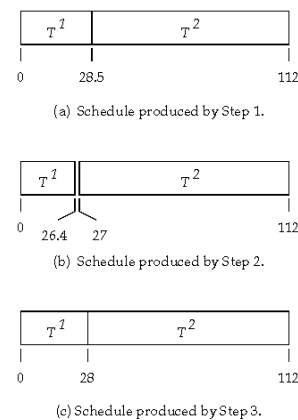 T^1 T^2
0 28.5 112
(a) Schedule produced by Step 1.
T^1 T^2
0 26.4 27 112
(b) Schedule produced by Step 2.
T^1 T^2
0 28 112
(c) Schedule produced by Step 3.